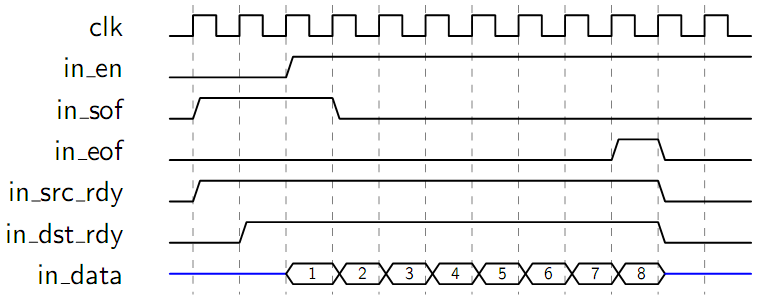 clk
in_en
in_sof
in_eof
in_src_rdy
in_dst_rdy
in_data 1 2 3 4 5 6 7 8